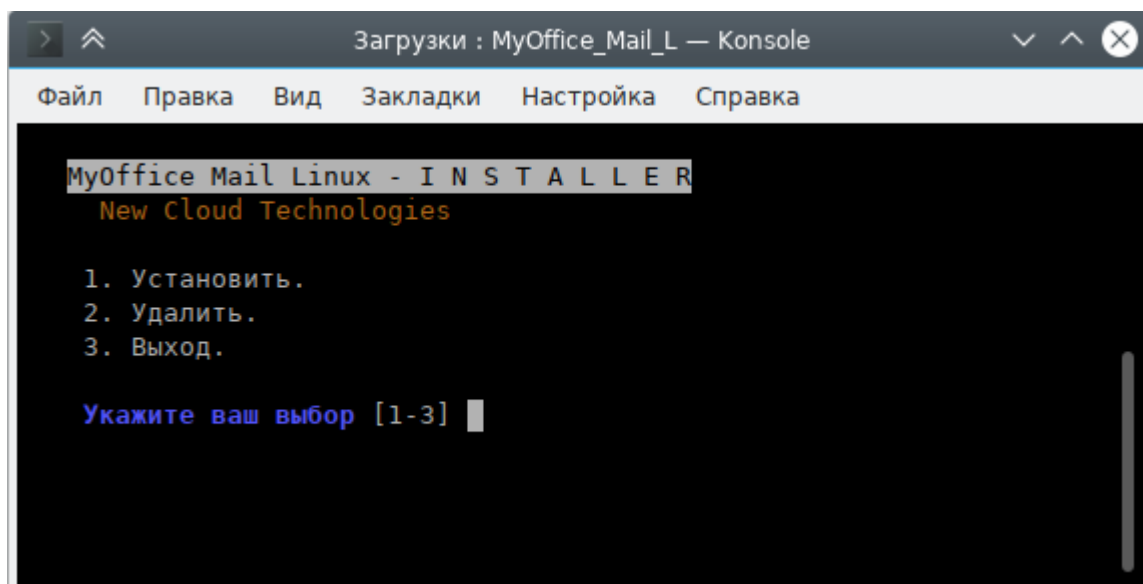 Загрузки : MyOffice_Mail_L — Konsole
Файл Правка Вид Закладки Настройка Справка
MyOffice Mail Linux - I N S T A L L E R
New Cloud Technologies
1. Установить.
2. Удалить.
3. Выход.
Укажите ваш выбор [1-3]